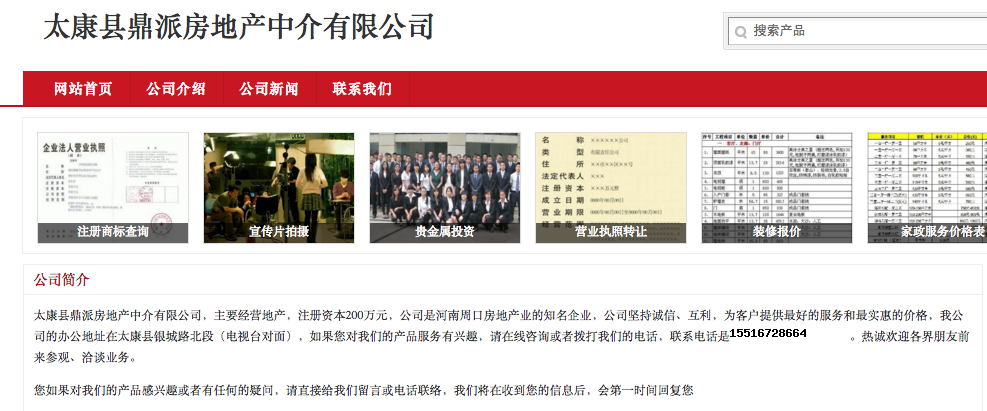 太康县鼎派房地产中介有限公司
搜索产品
网站首页 公司介绍 公司新闻 联系我们
企业法人营业执照
名 称 ×××××公司
类 型
住 所
法定代表人 ×××
注册资本 ×××万元整
成立日期
营业期限
经营范围
注册商标查询 宣传片拍摄 贵金属投资 营业执照转让 装修报价 家政服务价格表
公司简介
太康县鼎派房地产中介有限公司，主要经营地产，注册资本200万元，公司是河南周口房地产业的知名企业，公司坚持诚信、互利，为客户提供最好的服务和最实惠的价格，我公
司的办公地址在太康县银城路北段（电视台对面），如果您对我们的产品服务有兴趣，请在线咨询或者拨打我们的电话，联系电话是15516728664。热诚欢迎各界朋友前
来参观、洽谈业务。
您如果对我们的产品感兴趣或者有任何的疑问，请直接给我们留言或电话联络，我们将在收到您的信息后，会第一时间回复您